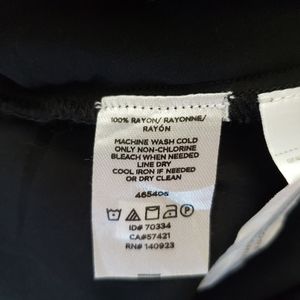 100% RAYON/ RAYONNE/
RAYÓN
MACHINE WASH COLD
ONLY NON-CHLORINE
BLEACH WHEN NEEDED
LINE DRY
COOL IRON IF NEEDED
OR DRY CLEAN
465406
ID# 70334
CA#57421
RN# 140923